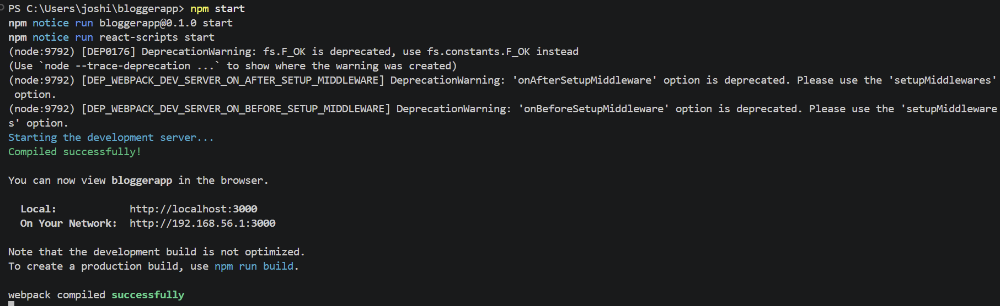 PS C:\Users\joshi\bloggerapp> npm start
npm notice run bloggerapp@0.1.0 start
npm notice run react-scripts start
(node:9792) [DEP0176] DeprecationWarning: fs.F_OK is deprecated, use fs.constants.F_OK instead
(Use `node --trace-deprecation ...` to show where the warning was created)
(node:9792) [DEP_WEBPACK_DEV_SERVER_ON_AFTER_SETUP_MIDDLEWARE] DeprecationWarning: 'onAfterSetupMiddleware' option is deprecated. Please use the 'setupMiddlewares'
 option.
(node:9792) [DEP_WEBPACK_DEV_SERVER_ON_BEFORE_SETUP_MIDDLEWARE] DeprecationWarning: 'onBeforeSetupMiddleware' option is deprecated. Please use the 'setupMiddleware
s' option.
Starting the development server...
Compiled successfully!

You can now view bloggerapp in the browser.

  Local:            http://localhost:3000
  On Your Network:  http://192.168.56.1:3000

Note that the development build is not optimized.
To create a production build, use npm run build.

webpack compiled successfully